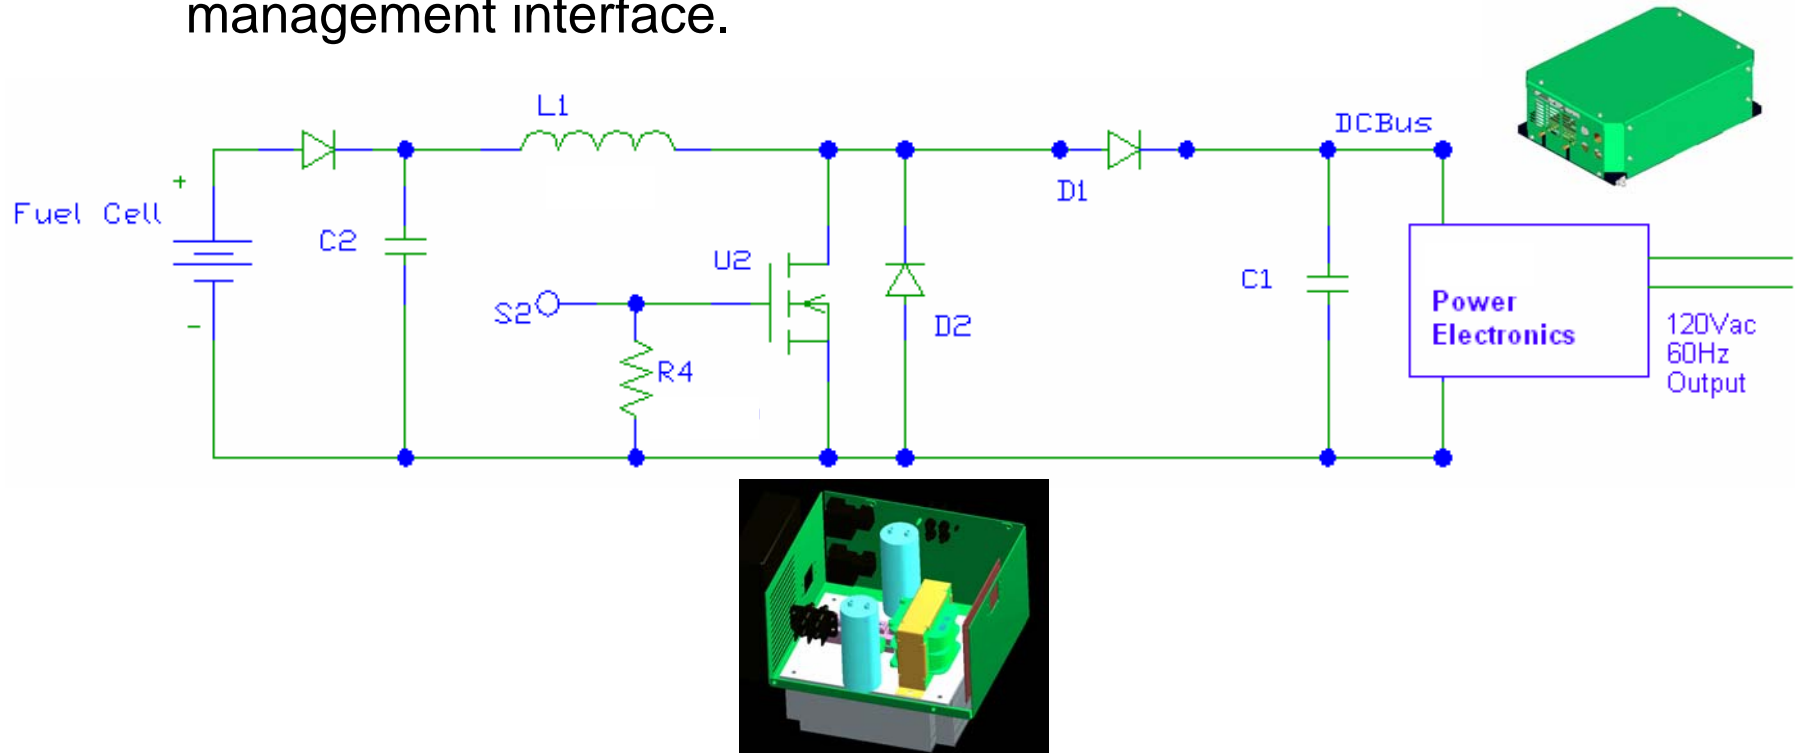 management interface.
L1
DCBus
+
D1
Fuel Cell
C2
U2
C1
S2
D2
Power
Electronics
-
120Vac
60Hz
Output
R4